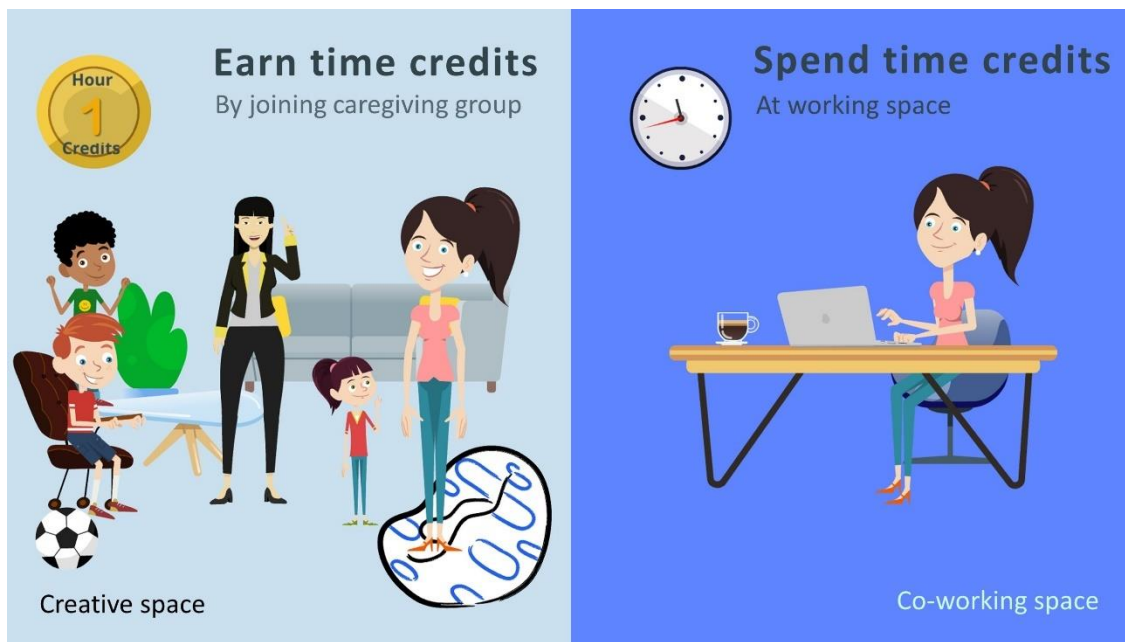 Hour
1
Credits
Earn time credits
By joining caregiving group
Creative space
Spend time credits
At working space
Co-working space